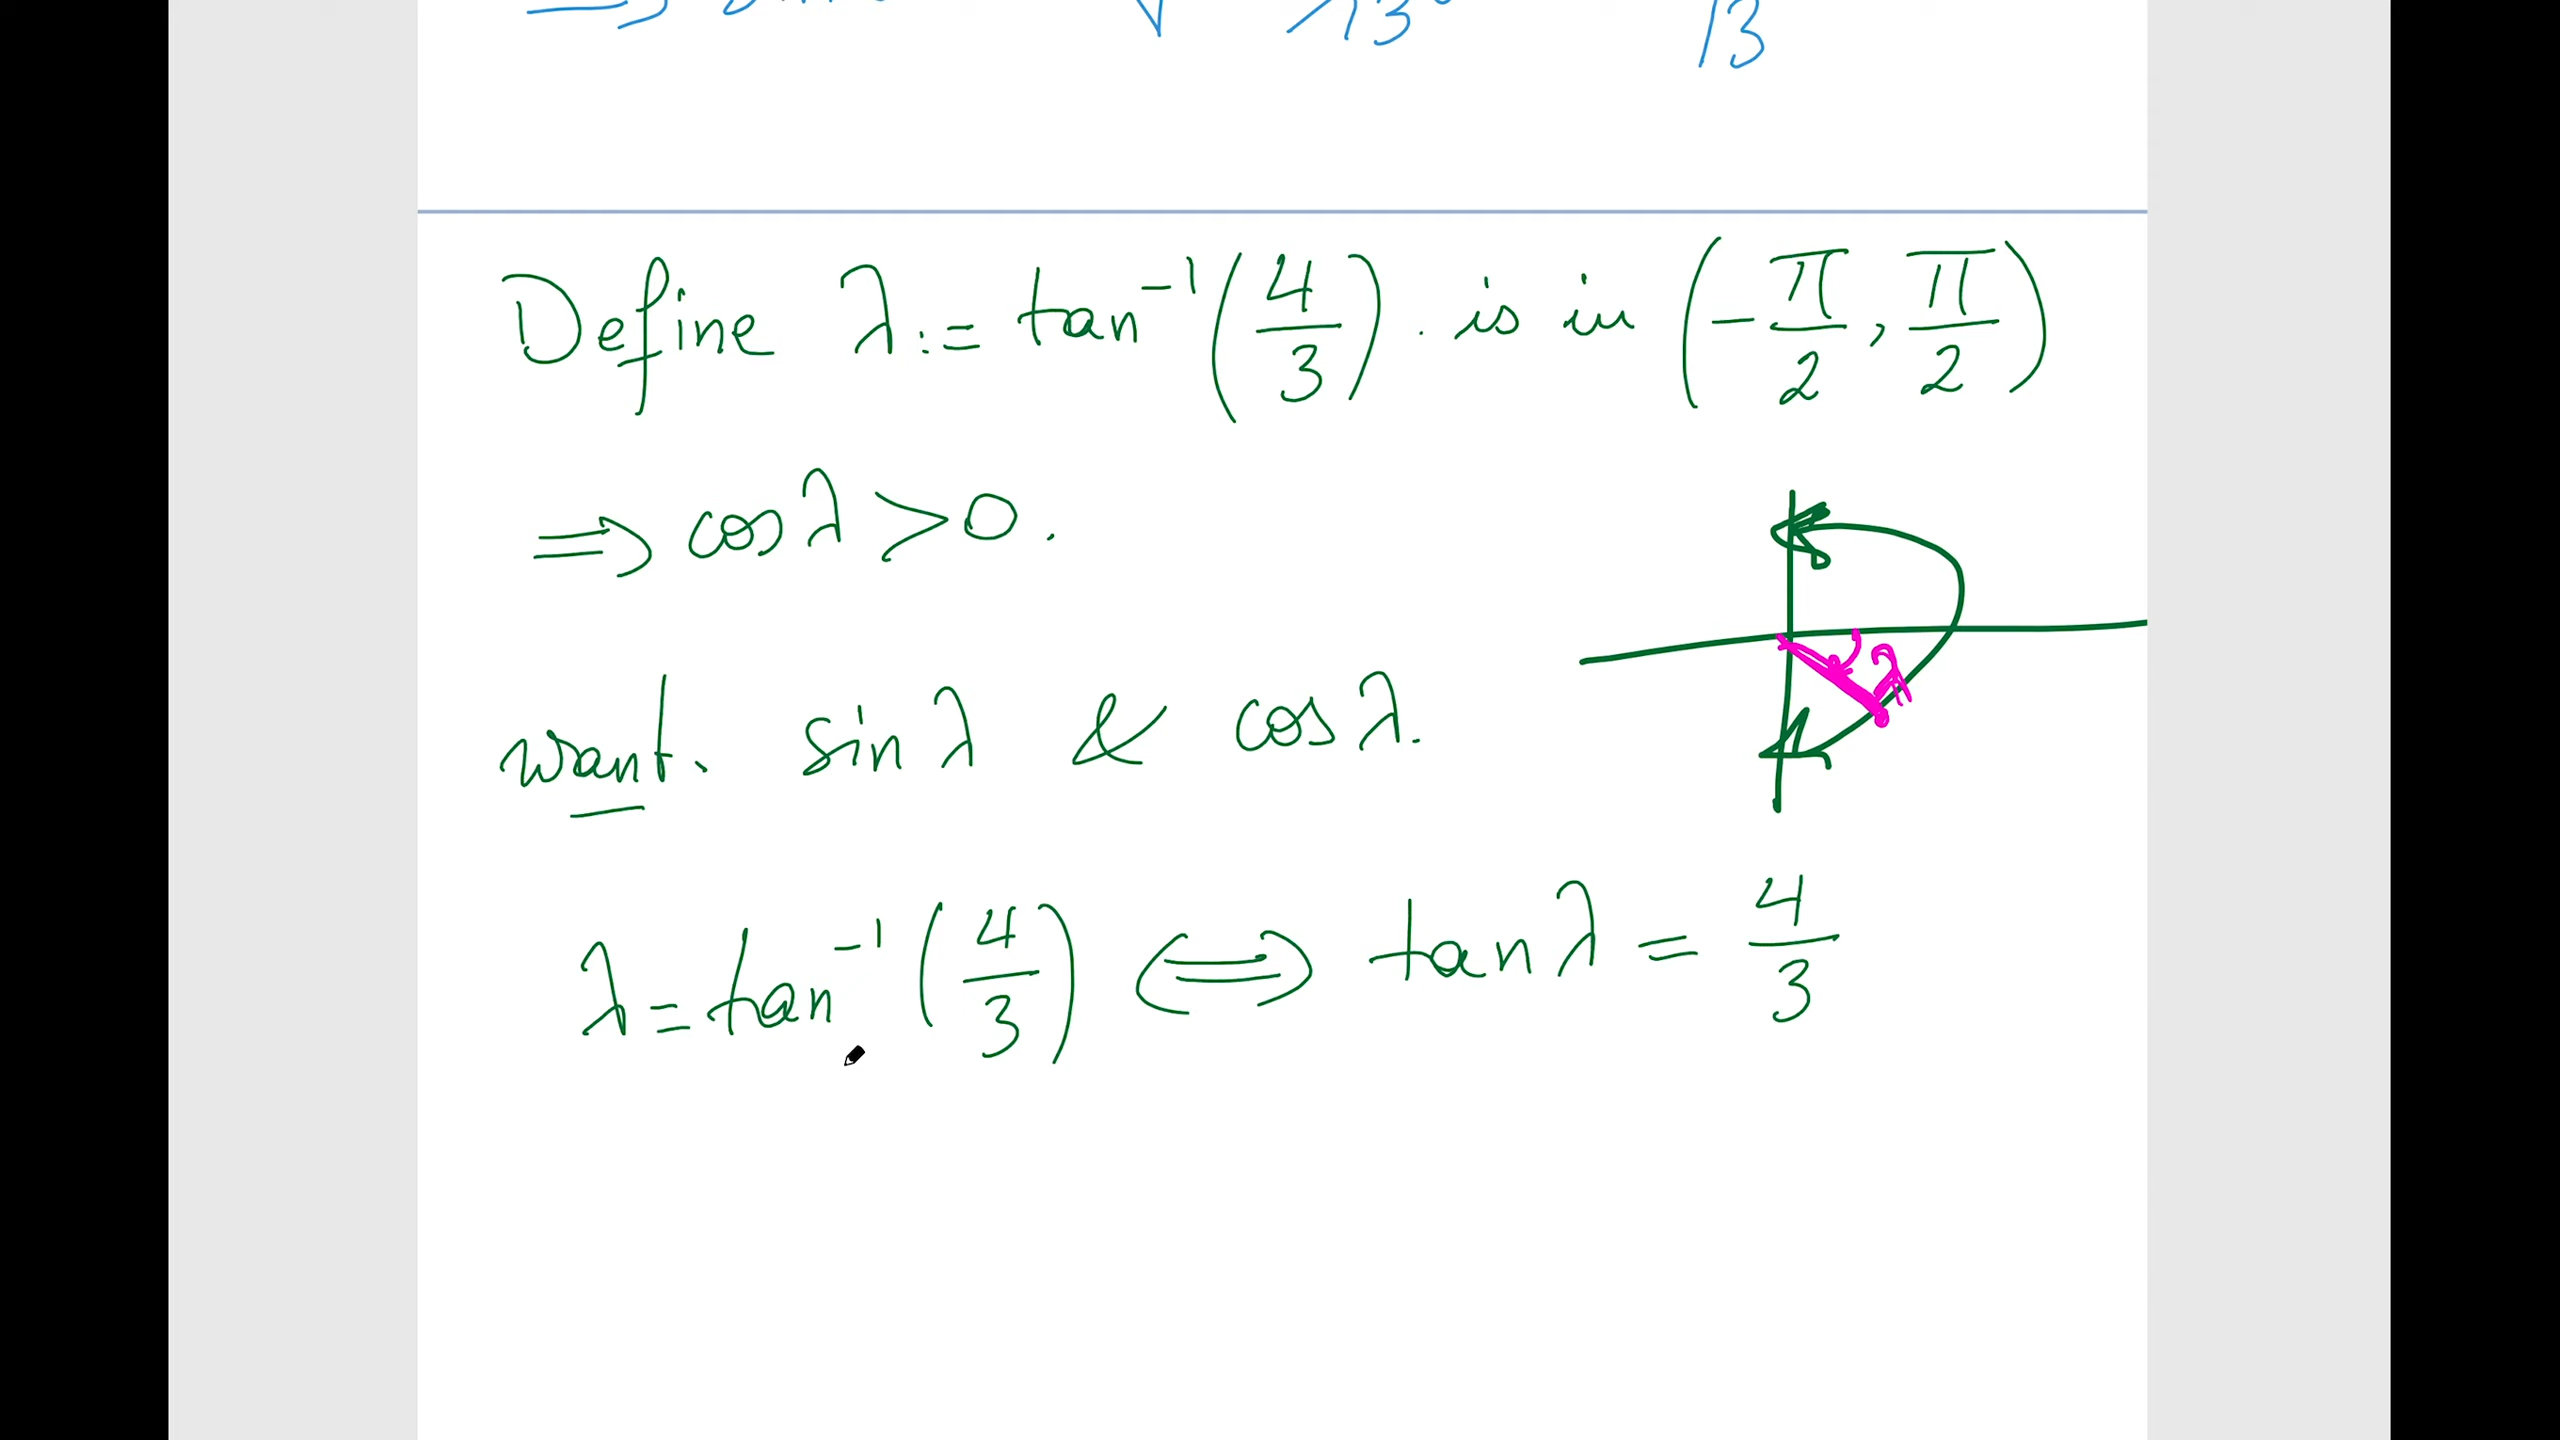 13
Define λ := tan⁻¹(4/3). is in (-π/2, π/2)
⟹ cos λ > 0.
want. sin λ & cos λ.
λ
λ = tan⁻¹(4/3) ⟺ tan λ = 4/3